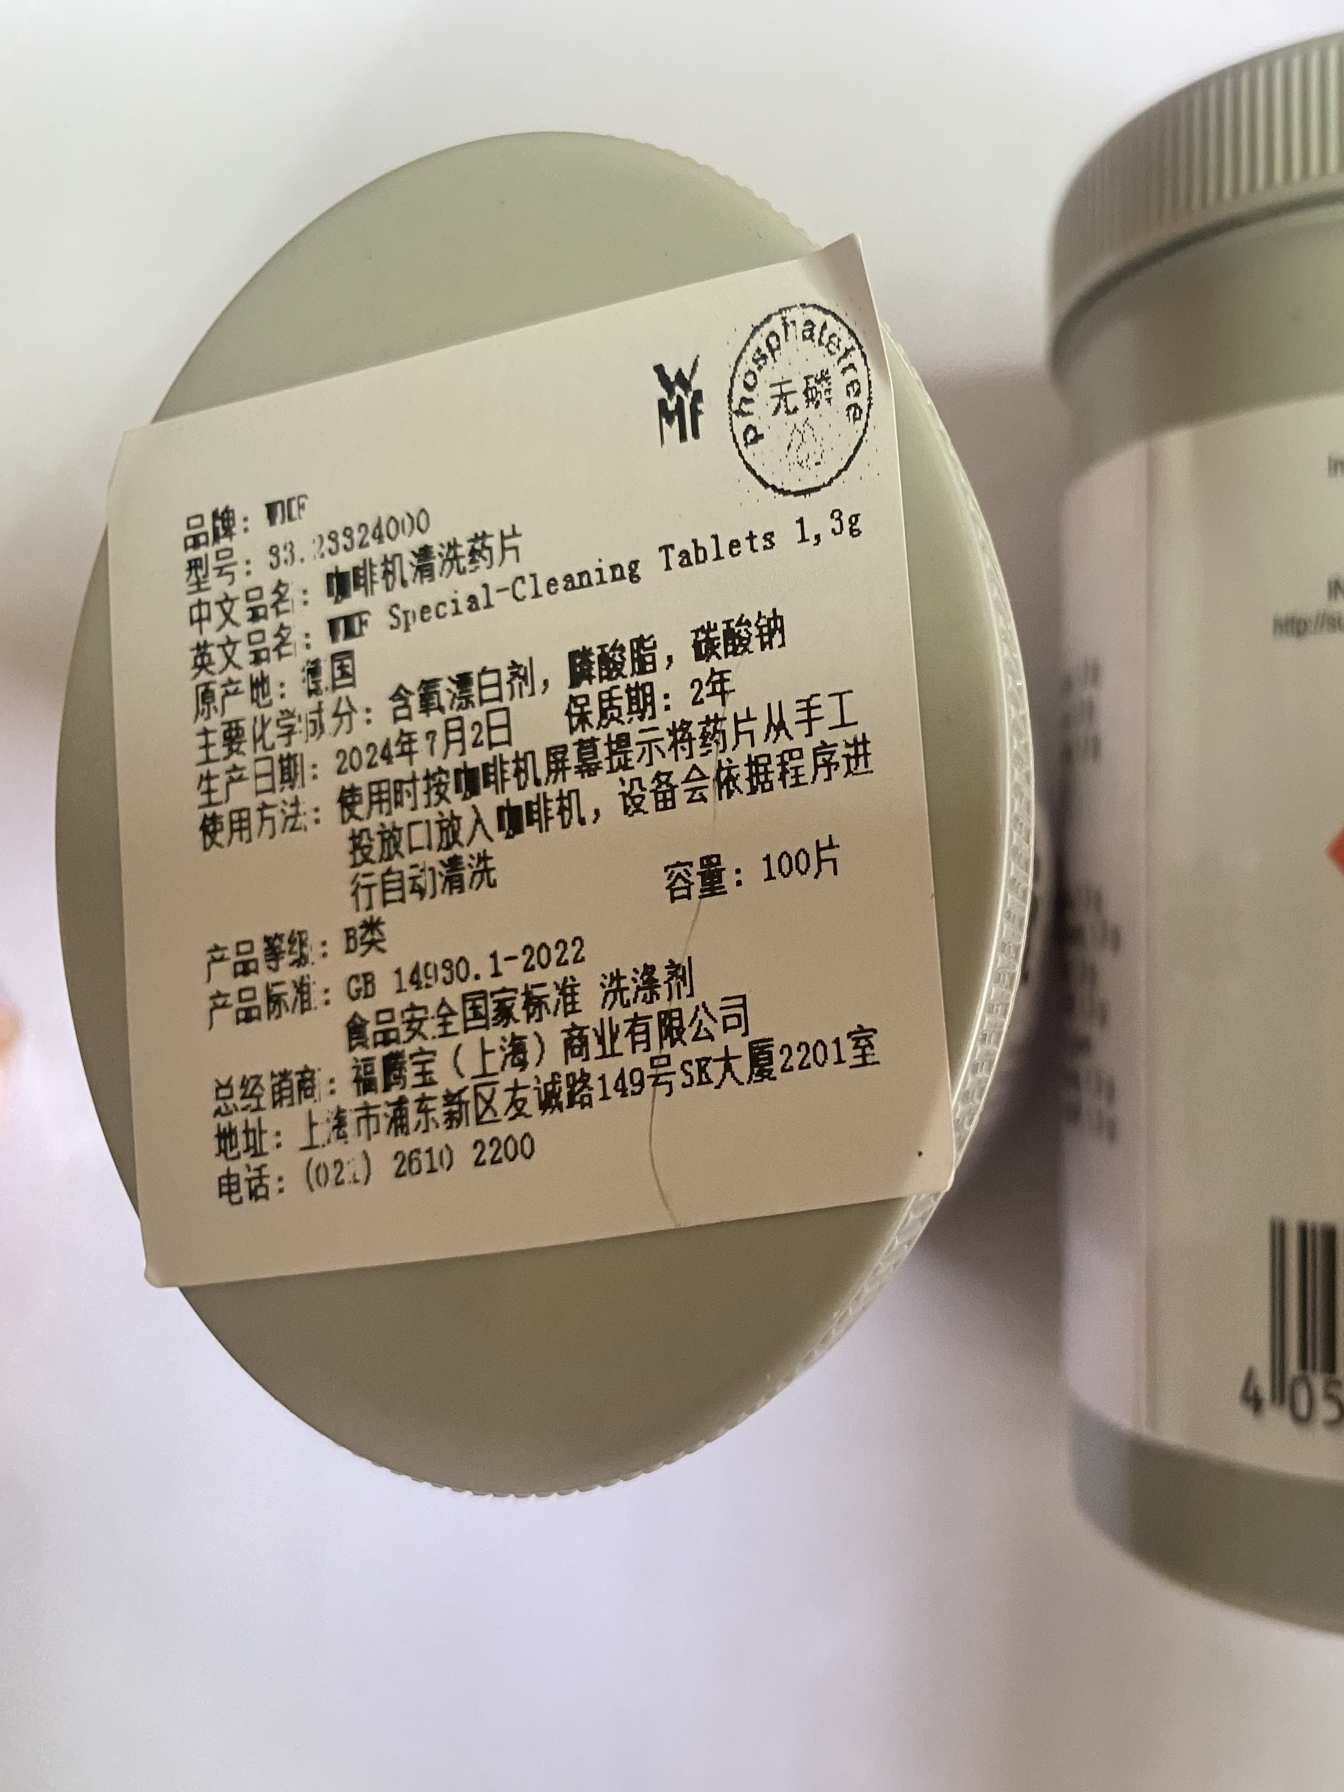 WMF
phosphatefree
无磷
品牌：WMF
型号：33.23324000
中文品名：咖啡机清洗药片
英文品名：WMF Special-Cleaning Tablets 1,3g
原产地：德国
主要化学成分：含氧漂白剂，膦酸脂，碳酸钠
生产日期：2024年7月2日 保质期：2年
使用方法：使用时按咖啡机屏幕提示将药片从手工
投放口放入咖啡机，设备会依据程序进
行自动清洗
容量：100片
产品等级：B类
产品标准：GB 14930.1-2022
食品安全国家标准 洗涤剂
总经销商：福腾宝（上海）商业有限公司
地址：上海市浦东新区友诚路149号SK大厦2201室
电话：(021) 2610 2200
In
IN
http://su
4 05